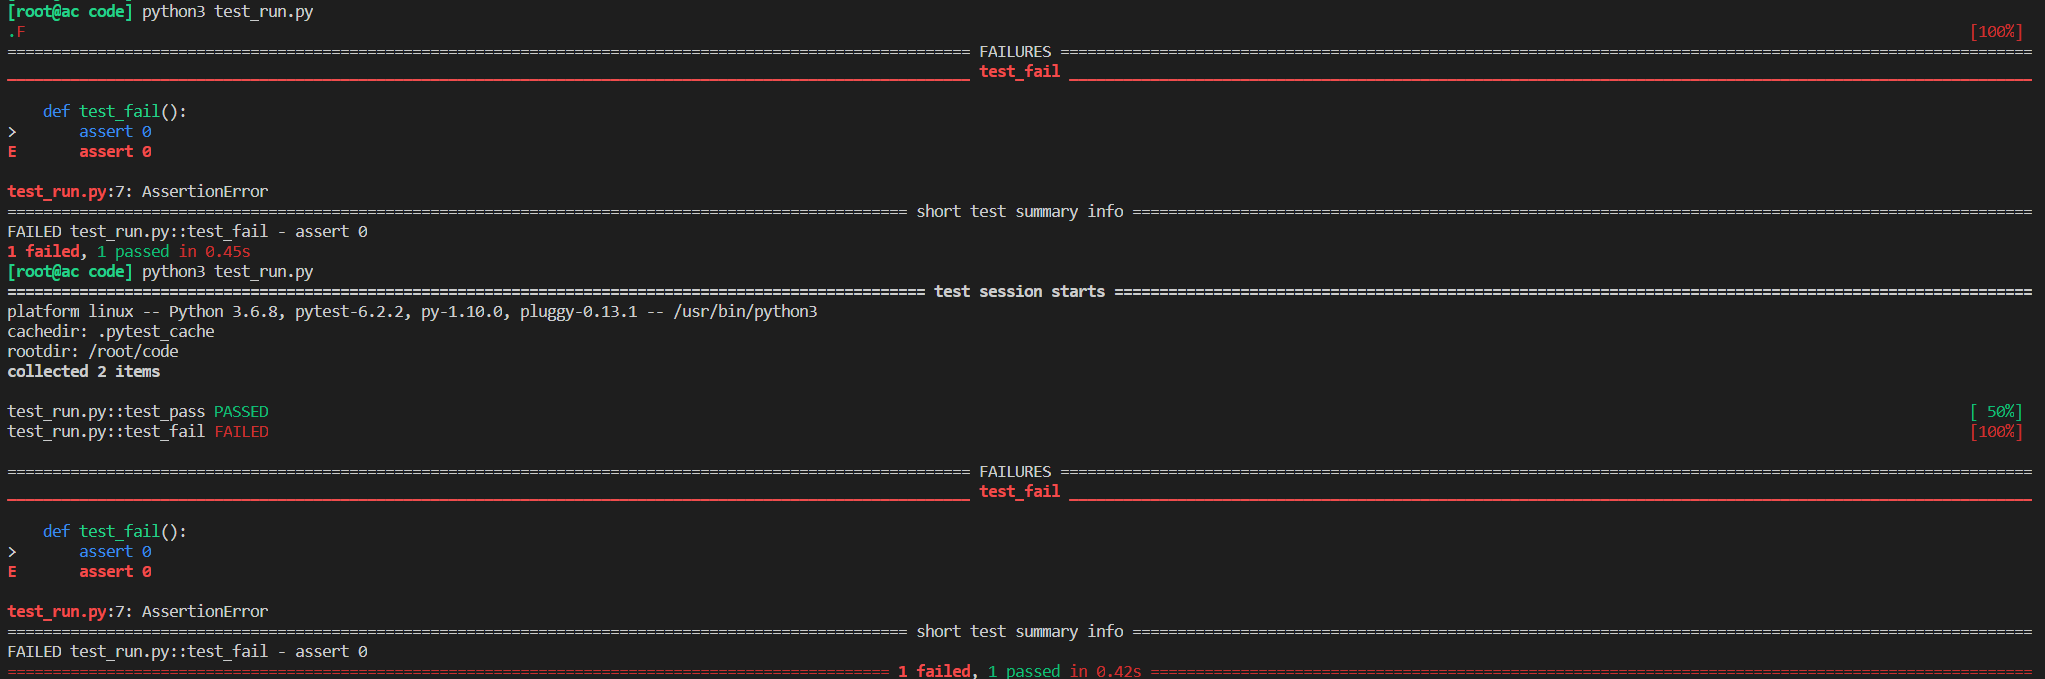 [root@ac code] python3 test_run.py
.F [100%]
=========================================================================================================== FAILURES ============================================================================================================
___________________________________________________________________________________________________________ test_fail ___________________________________________________________________________________________________________
def test_fail():
> assert 0
E assert 0
test_run.py:7: AssertionError
==================================================================================================== short test summary info ====================================================================================================
FAILED test_run.py::test_fail - assert 0
1 failed, 1 passed in 0.45s
[root@ac code] python3 test_run.py
====================================================================================================== test session starts ======================================================================================================
platform linux -- Python 3.6.8, pytest-6.2.2, py-1.10.0, pluggy-0.13.1 -- /usr/bin/python3
cachedir: .pytest_cache
rootdir: /root/code
collected 2 items
test_run.py::test_pass PASSED [ 50%]
test_run.py::test_fail FAILED [100%]
=========================================================================================================== FAILURES ============================================================================================================
___________________________________________________________________________________________________________ test_fail ___________________________________________________________________________________________________________
def test_fail():
> assert 0
E assert 0
test_run.py:7: AssertionError
==================================================================================================== short test summary info ====================================================================================================
FAILED test_run.py::test_fail - assert 0
================================================================================================== 1 failed, 1 passed in 0.42s ==================================================================================================